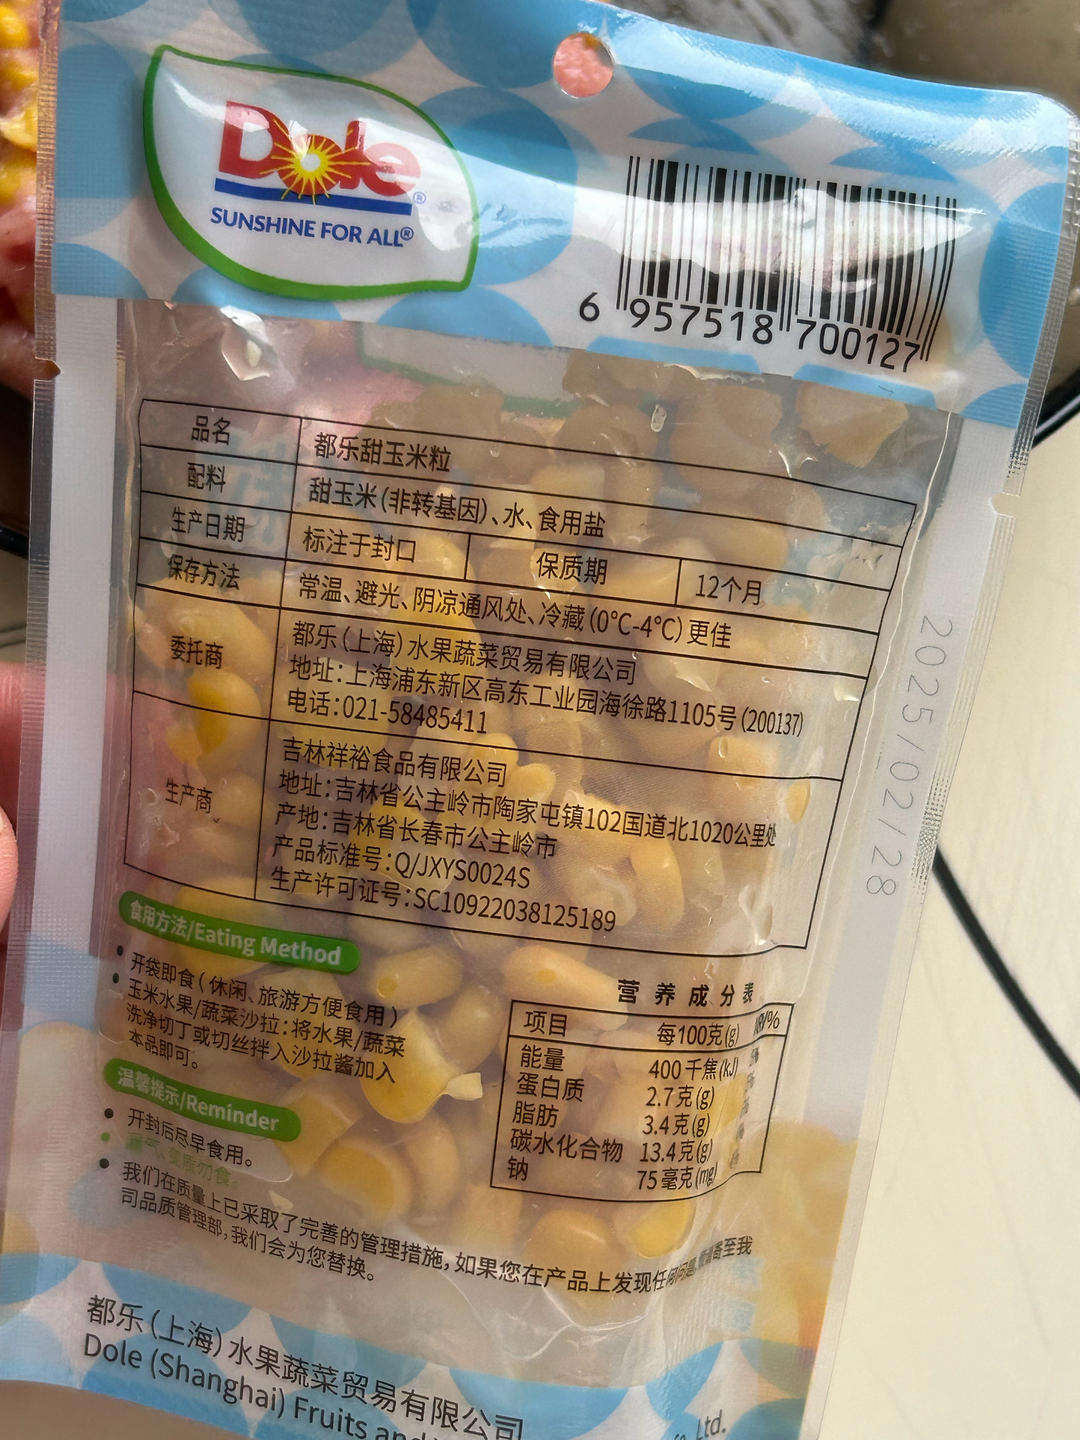 Dole®
SUNSHINE FOR ALL®
6 957518 700127
品名 都乐甜玉米粒
配料 甜玉米(非转基因)、水、食用盐
生产日期 标注于封口 保质期 12个月
保存方法 常温、避光、阴凉通风处、冷藏(0°C-4°C)更佳
委托商 都乐(上海)水果蔬菜贸易有限公司
地址:上海浦东新区高东工业园海徐路1105号(200137)
电话:021-58485411
生产商 吉林祥裕食品有限公司
地址:吉林省公主岭市陶家屯镇102国道北1020公里处
产地:吉林省长春市公主岭市
产品标准号:Q/JXYS0024S
生产许可证号:SC10922038125189
2025/02/28
食用方法/Eating Method
• 开袋即食(休闲、旅游方便食用)
• 玉米水果/蔬菜沙拉:将水果/蔬菜
洗净切丁或切丝拌入沙拉酱加入
本品即可。
温馨提示/Reminder
• 开封后尽早食用。
• 变质勿食。
• 我们在质量上已采取了完善的管理措施,如果您在产品上发现任何问题,至我
司品质管理部,我们会为您替换。
营养成分表
项目 每100克(g) NRV%
能量 400千焦(kJ)
蛋白质 2.7克(g)
脂肪 3.4克(g)
碳水化合物 13.4克(g)
钠 75毫克(mg)
都乐(上海)水果蔬菜贸易有限公司
Dole (Shanghai) Fruits and Ltd.